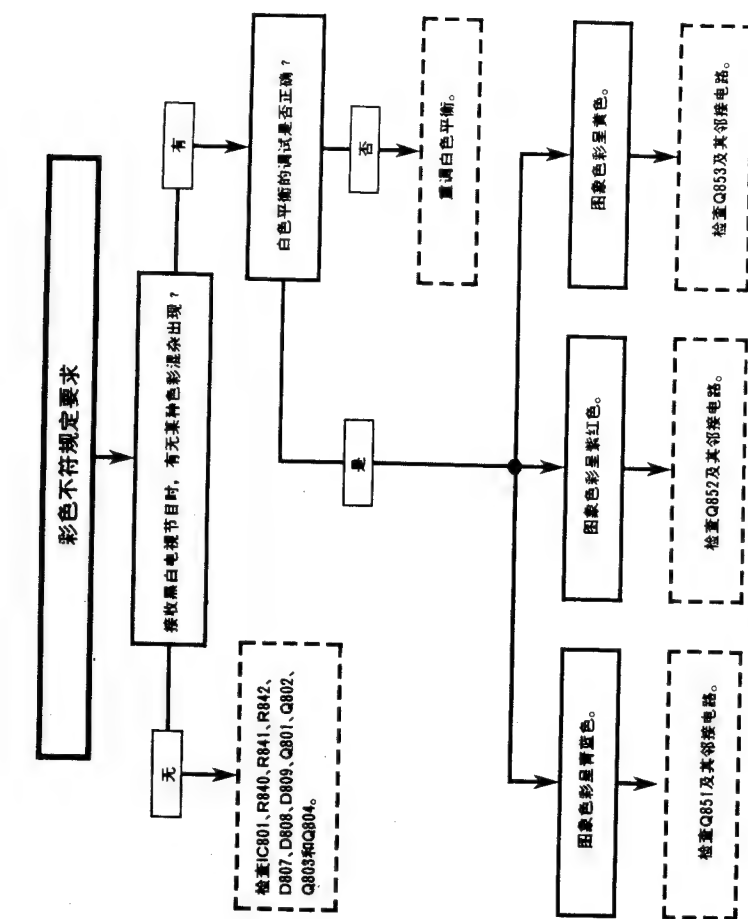 彩色不符规定要求
接收黑白电视节目时，有无某种色彩混杂出现？
无
有
检查IC801、R840、R841、R842、
D807、D808、D809、Q801、Q802、
Q803和Q804。
白色平衡的调试是否正确？
是
否
重调白色平衡。
图象色彩呈青蓝色。
图象色彩呈紫红色。
图象色彩呈黄色。
检查Q851及其邻接电路。
检查Q852及其邻接电路。
检查Q853及其邻接电路。